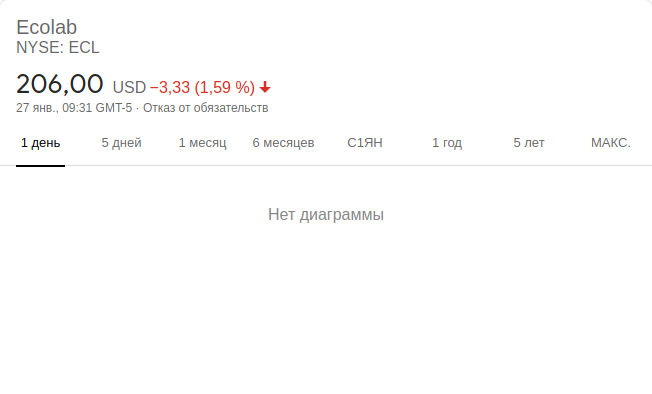 Ecolab
NYSE: ECL
206,00 USD −3,33 (1,59 %)
27 янв., 09:31 GMT-5 · Отказ от обязательств
1 день 5 дней 1 месяц 6 месяцев С1ЯН 1 год 5 лет МАКС.
Нет диаграммы